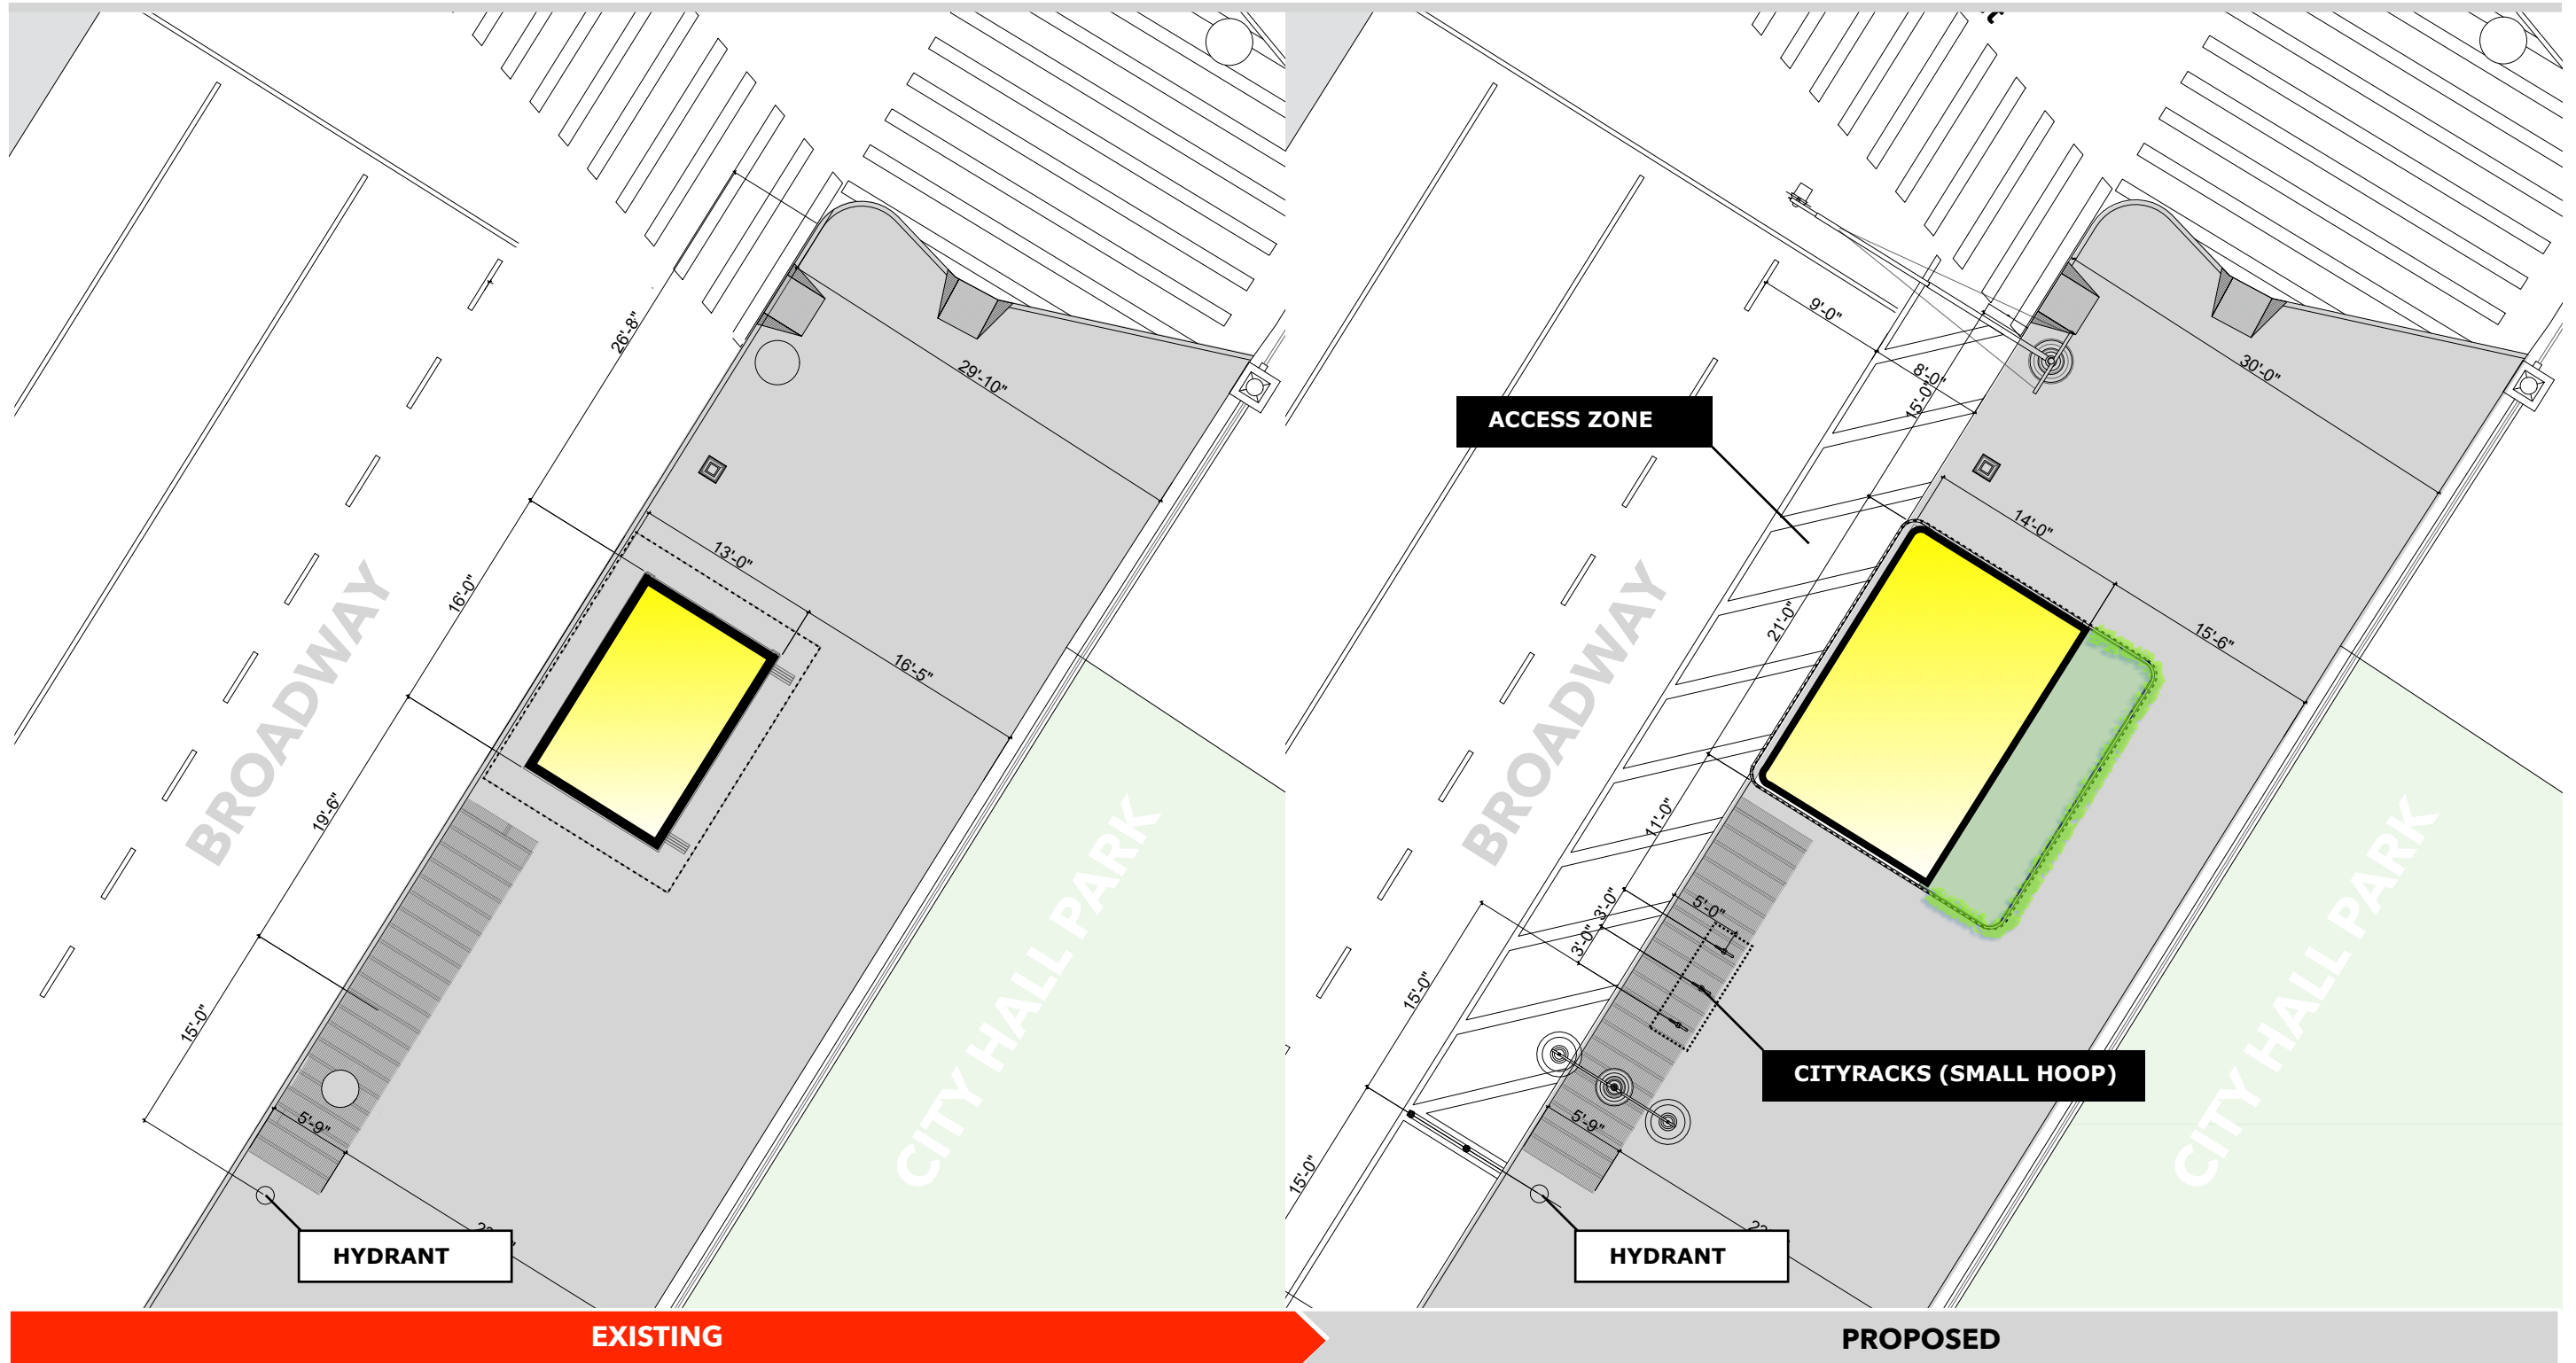 26'-8"
29'-10"
13'-0"
16'-0"
16'-5"
BROADWAY
19'-6"
CITY HALL PARK
15'-0"
5'-9"
HYDRANT
EXISTING
9'-0"
8'-0"
15'-0"
30'-0"
ACCESS ZONE
14'-0"
15'-6"
21'-0"
BROADWAY
11'-0"
3'-0"
5'-0"
3'-0"
15'-0"
CITYRACKS (SMALL HOOP)
CITY HALL PARK
5'-9"
15'-0"
HYDRANT
PROPOSED